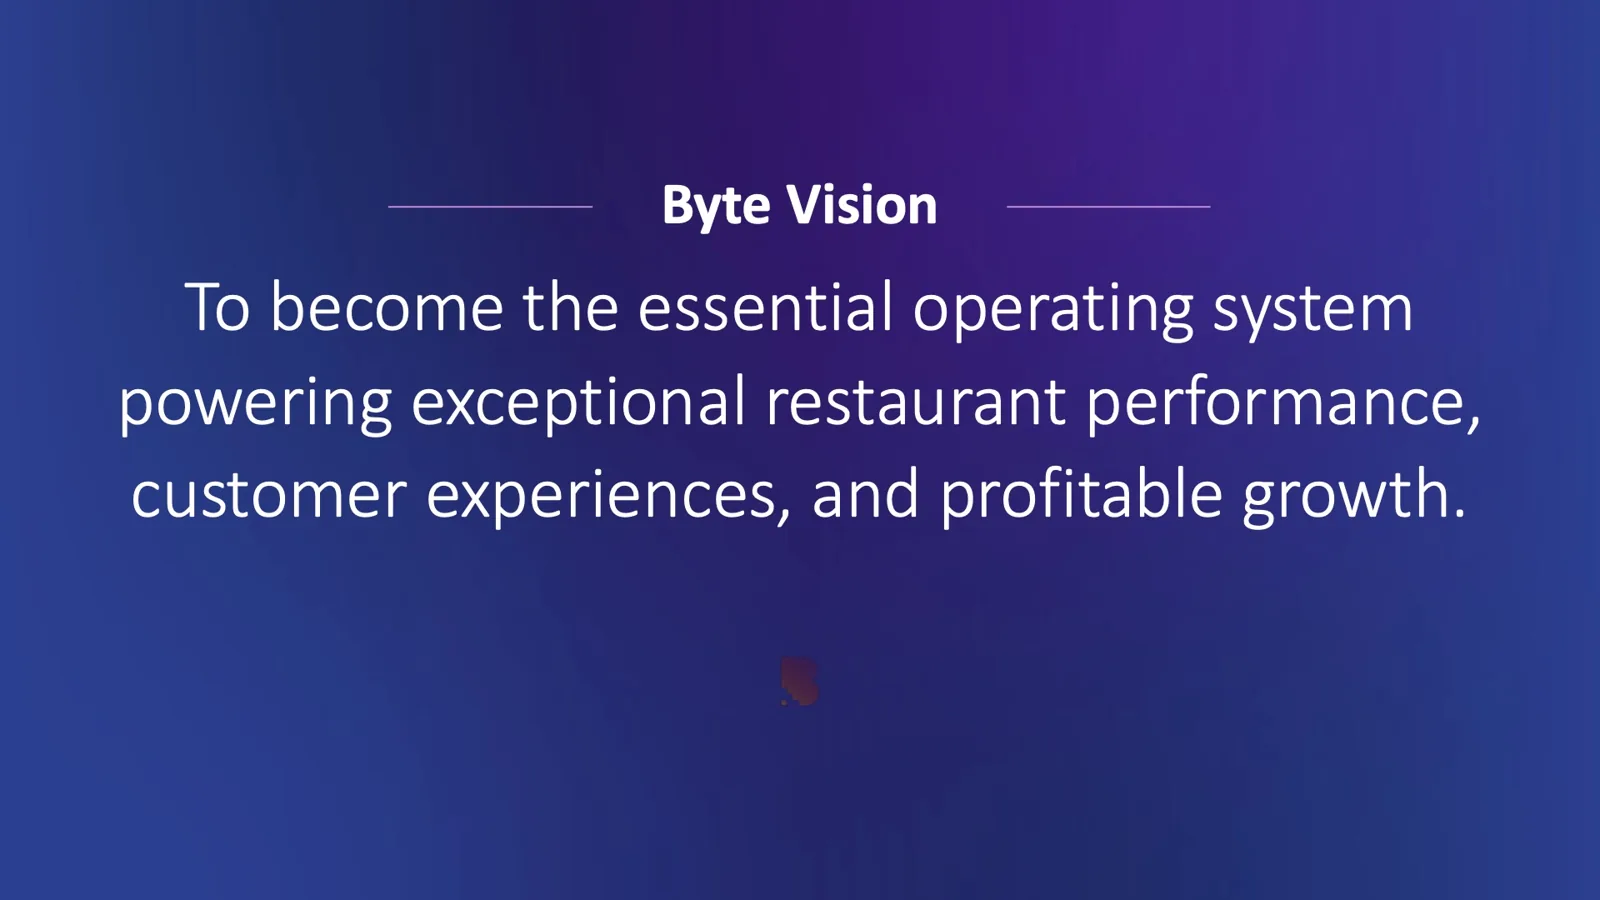 Byte Vision
To become the essential operating system
powering exceptional restaurant performance,
customer experiences, and profitable growth.